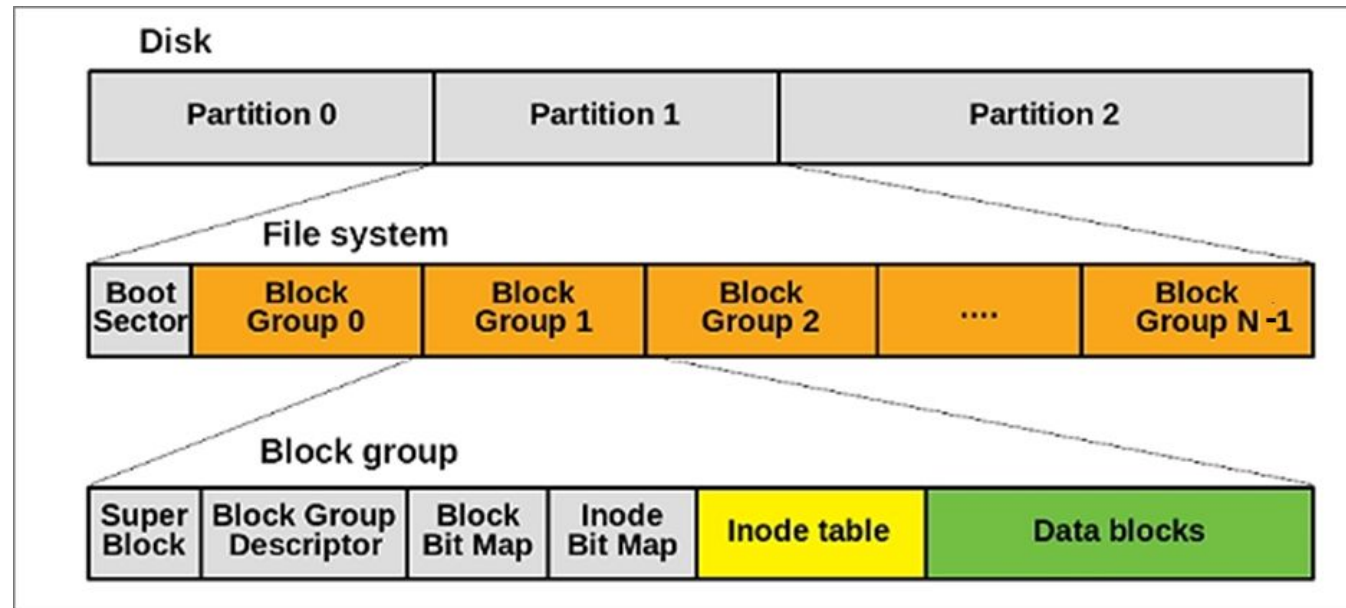 Disk
Partition 0 Partition 1 Partition 2
File system
Boot Block Block Block Block
Sector Group 0 Group 1 Group 2 .... Group N -1
Block group
Super Block Group Block Inode Inode table Data blocks
Block Descriptor Bit Map Bit Map